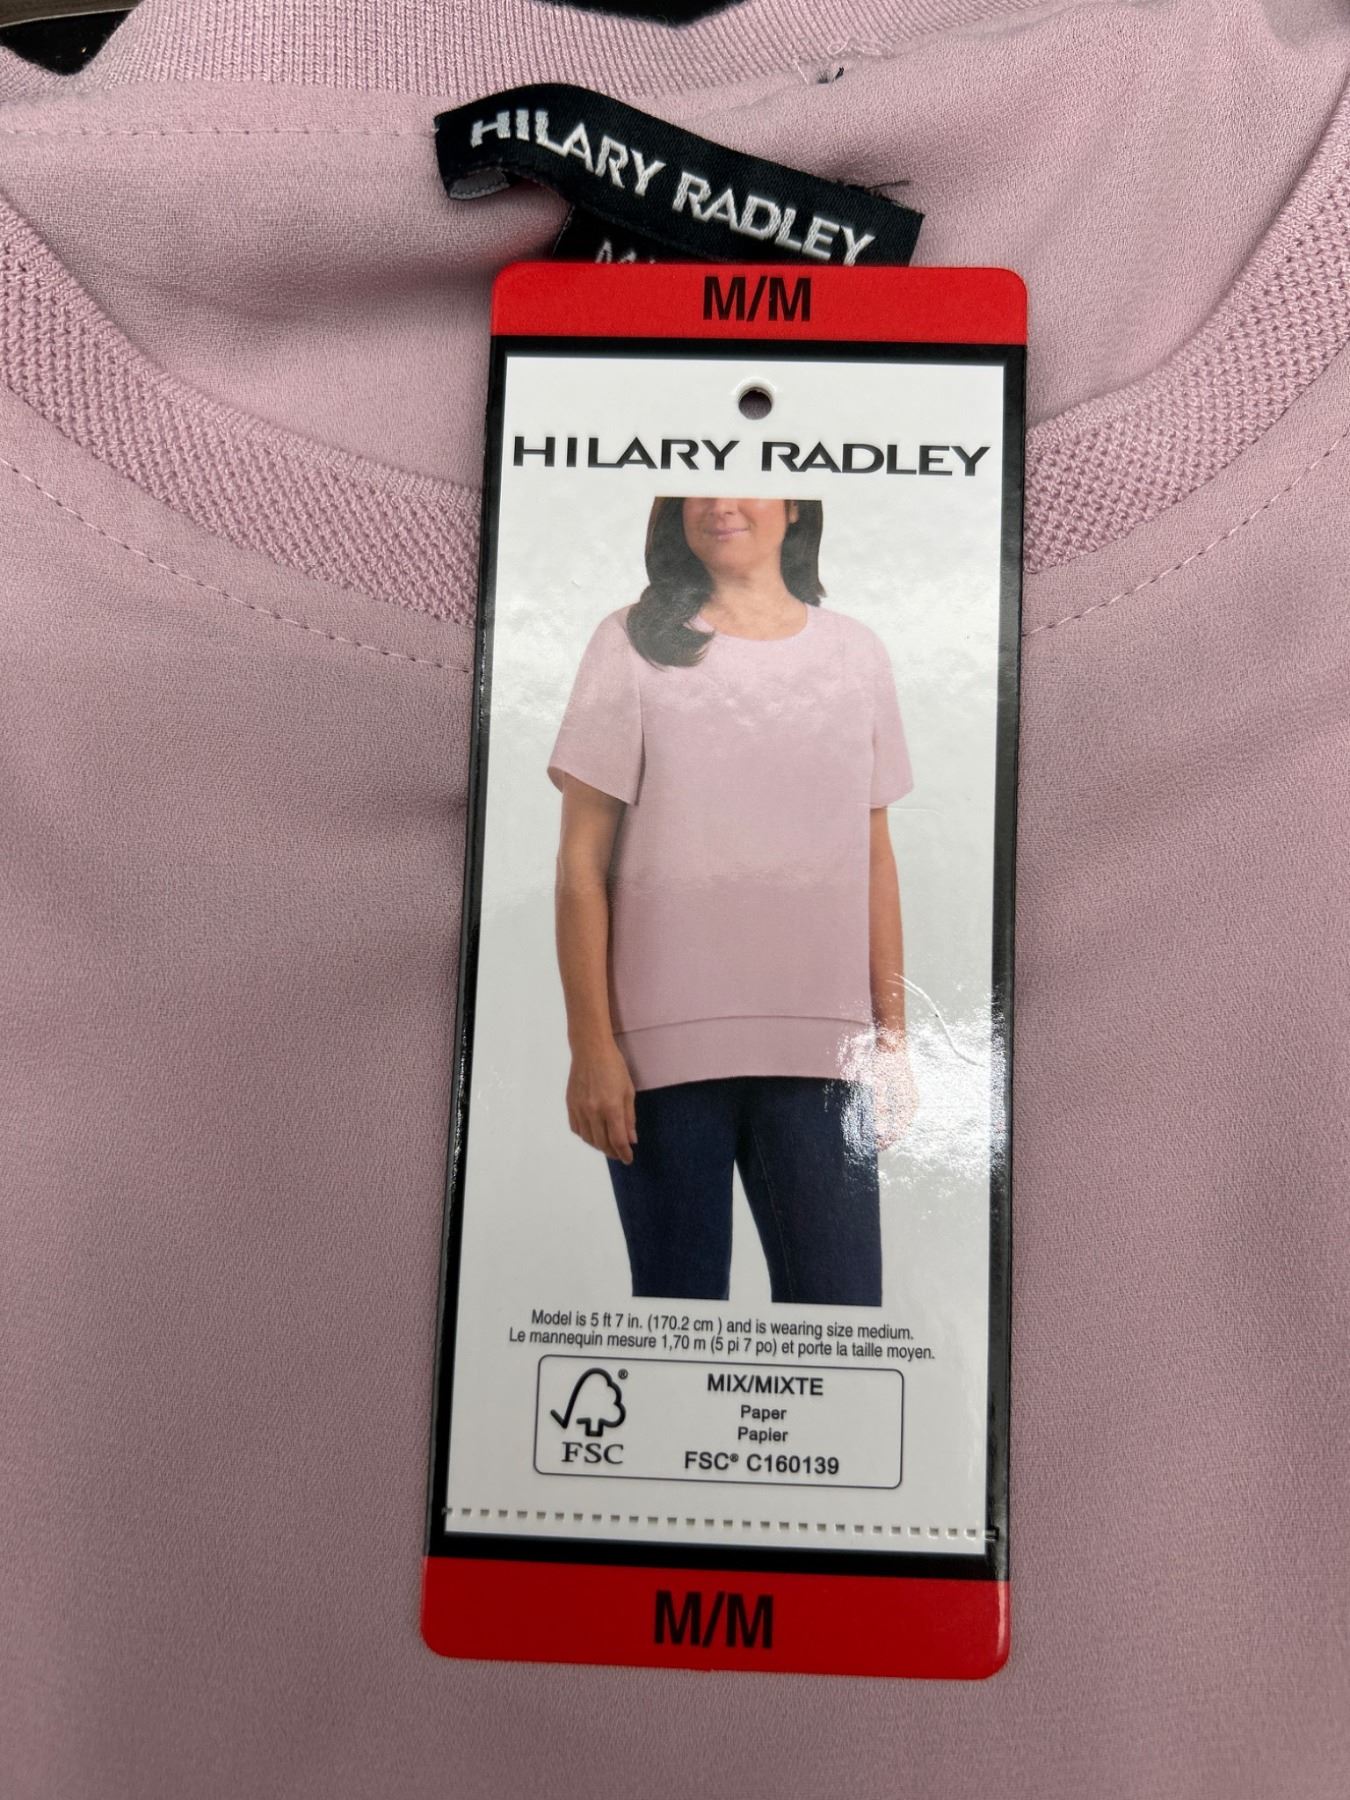 HILARY RADLEY
M/M
HILARY RADLEY
Model is 5 ft 7 in. (170.2 cm ) and is wearing size medium.
Le mannequin mesure 1,70 m (5 pi 7 po) et porte la taille moyen.
MIX/MIXTE
Paper
Papier
FSC® C160139
®
FSC
M/M